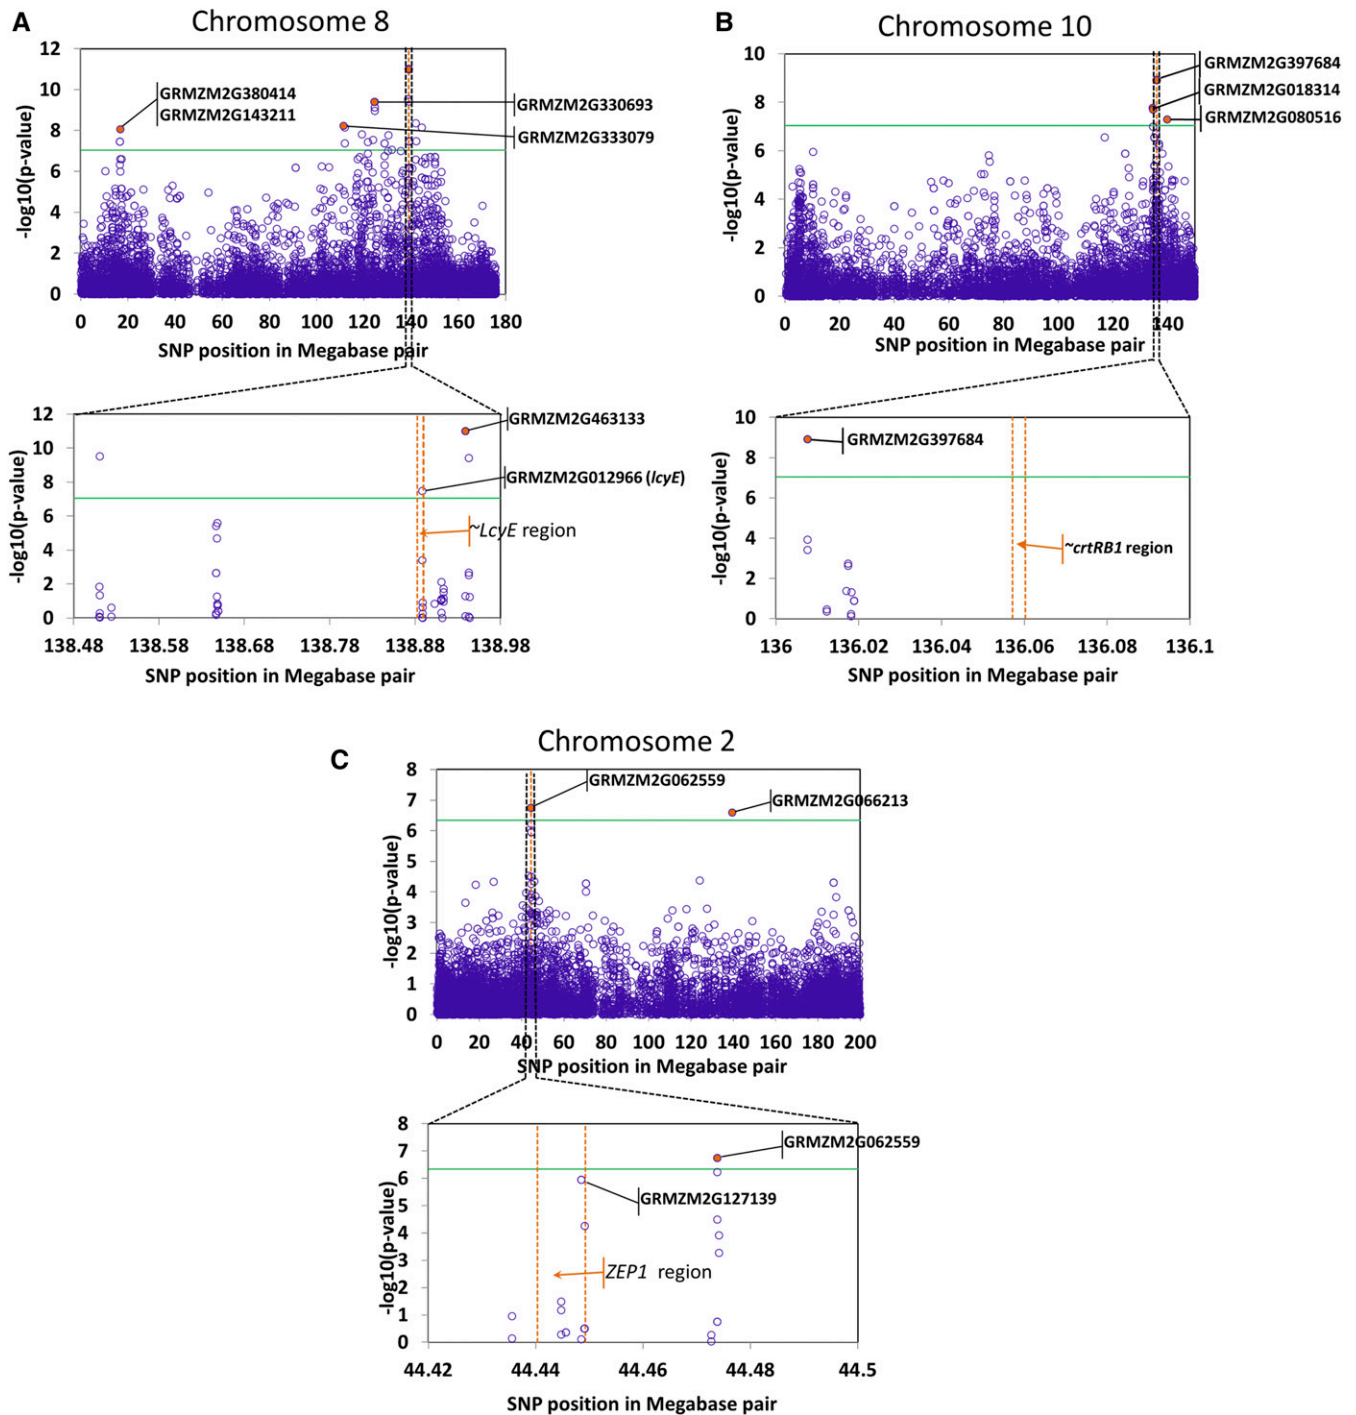 A
Chromosome 8
12
10
8
6
4
2
0
-log10(p-value)
GRMZM2G380414
GRMZM2G143211
GRMZM2G330693
GRMZM2G333079
0 20 40 60 80 100 120 140 160 180
SNP position in Megabase pair
12
10
8
6
4
2
0
-log10(p-value)
GRMZM2G463133
GRMZM2G012966 (lcyE)
~LcyE region
138.48 138.58 138.68 138.78 138.88 138.98
SNP position in Megabase pair
B
Chromosome 10
10
8
6
4
2
0
-log10(p-value)
GRMZM2G397684
GRMZM2G018314
GRMZM2G080516
0 20 40 60 80 100 120 140
SNP position in Megabase pair
10
8
6
4
2
0
-log10(p-value)
GRMZM2G397684
~crtRB1 region
136 136.02 136.04 136.06 136.08 136.1
SNP position in Megabase pair
C
Chromosome 2
8
7
6
5
4
3
2
1
0
-log10(p-value)
GRMZM2G062559
GRMZM2G066213
0 20 40 60 80 100 120 140 160 180 200
SNP position in Megabase pair
8
7
6
5
4
3
2
1
0
-log10(p-value)
GRMZM2G062559
GRMZM2G127139
ZEP1 region
44.42 44.44 44.46 44.48 44.5
SNP position in Megabase pair